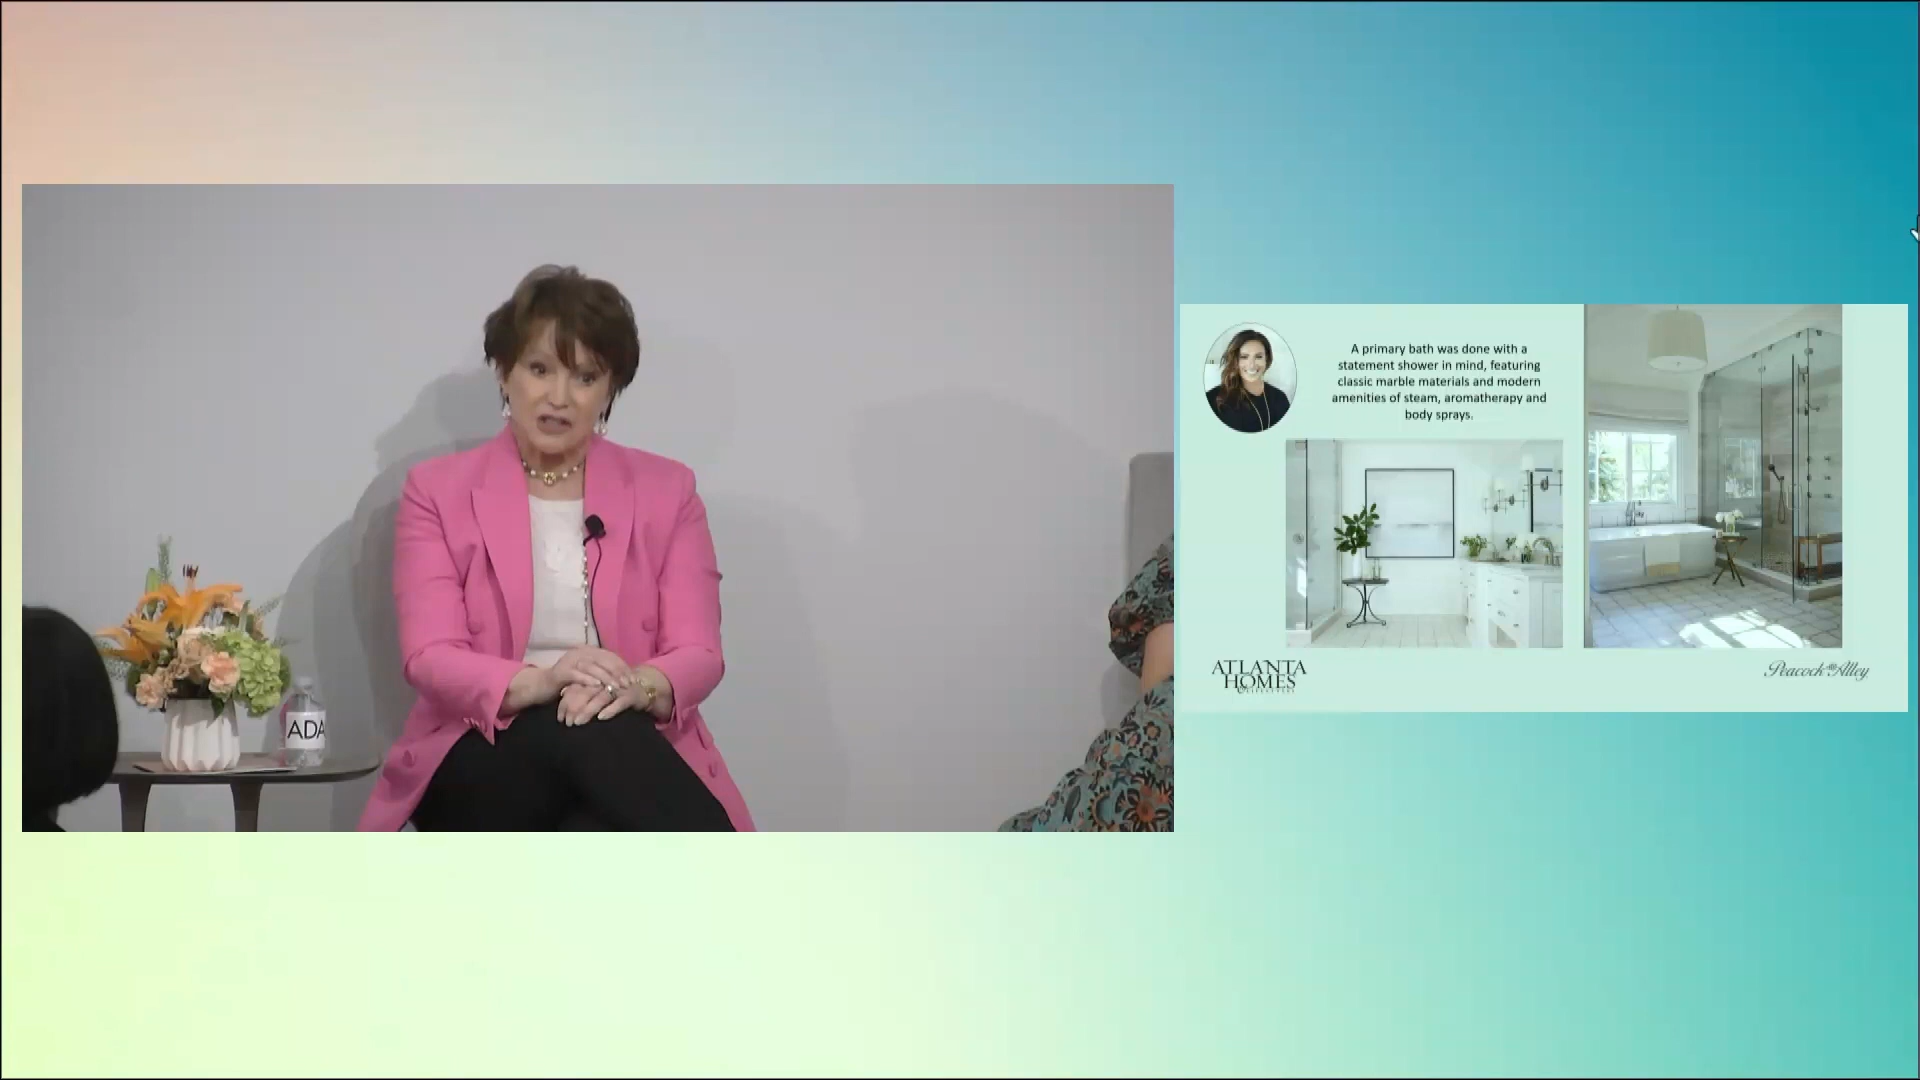 ADA
A primary bath was done with a
statement shower in mind, featuring
classic marble materials and modern
amenities of steam, aromatherapy and
body sprays.
ATLANTA
HOMES
& LIFESTYLES
Peacock Alley